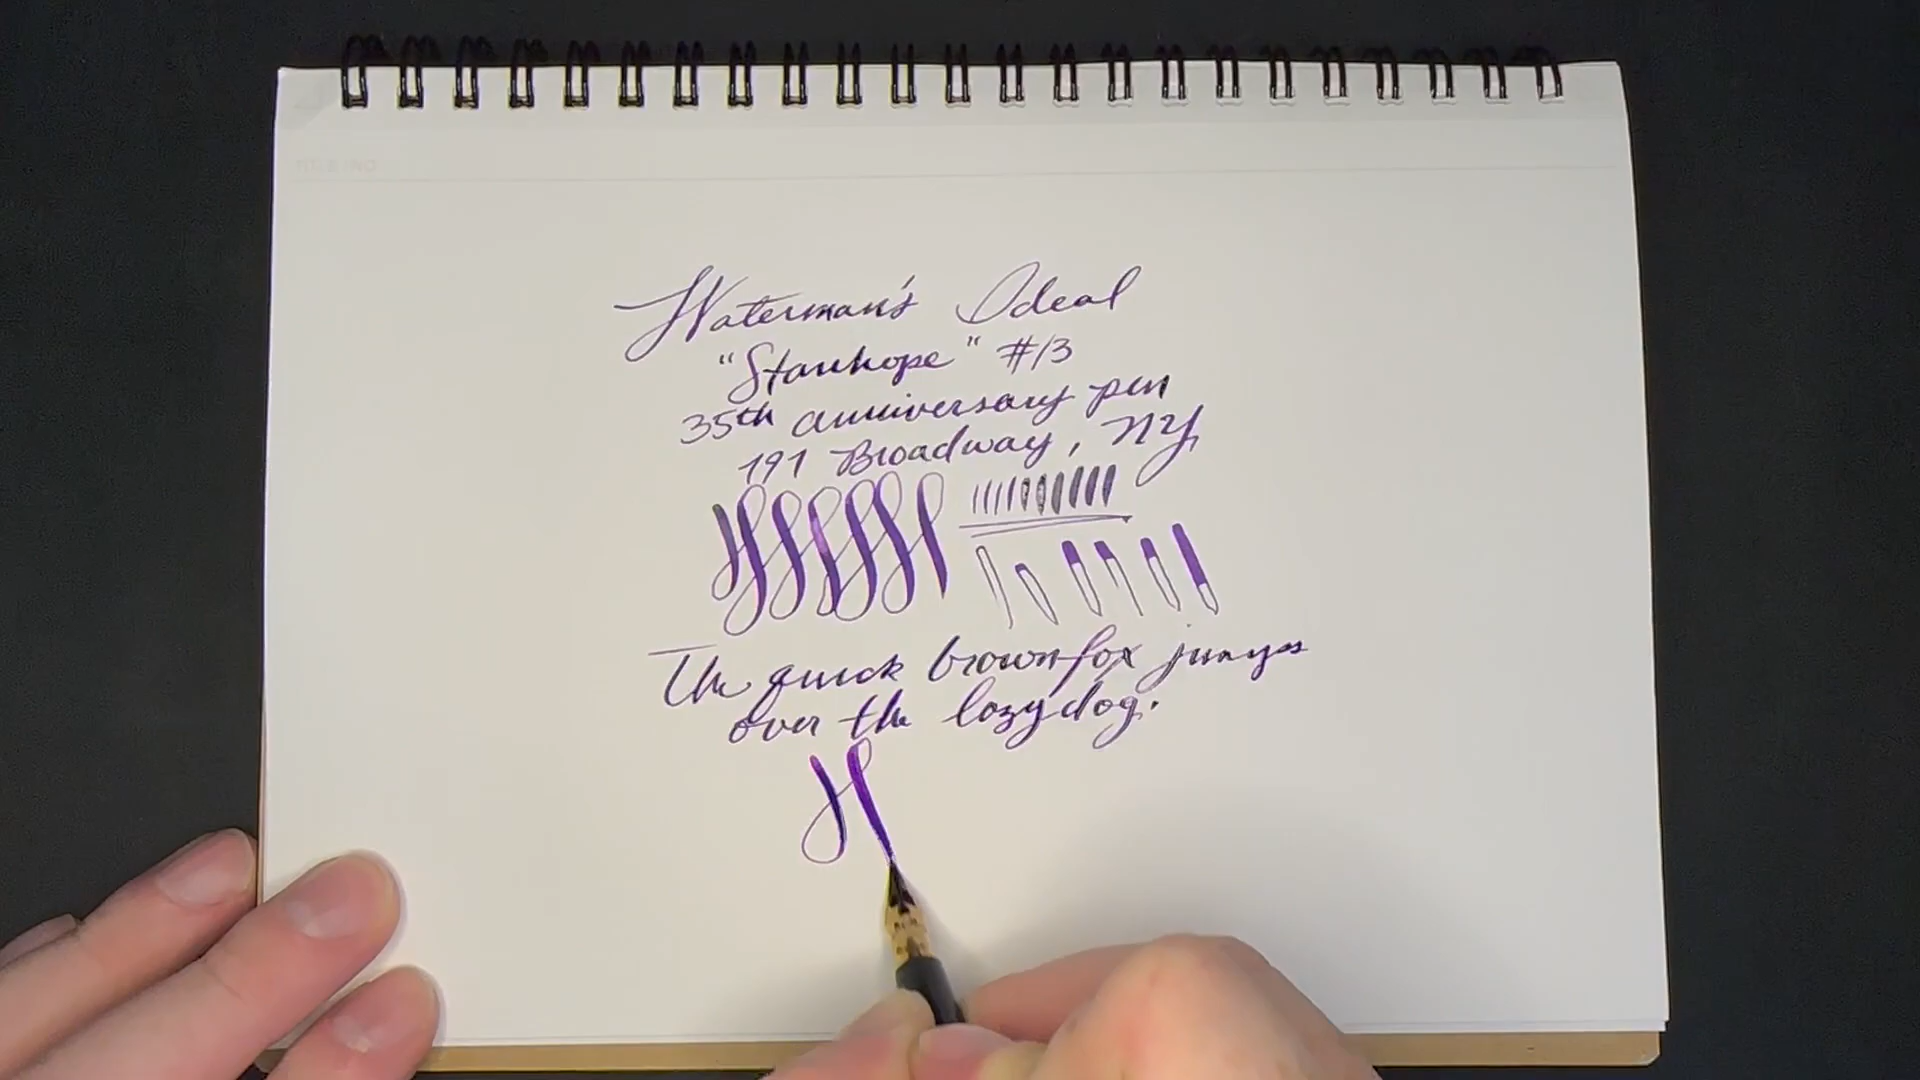 Waterman's Ideal
"Stanhope" #13
35th anniversary pen
191 Broadway, NY
The quick brown fox jumps
over the lazy dog.